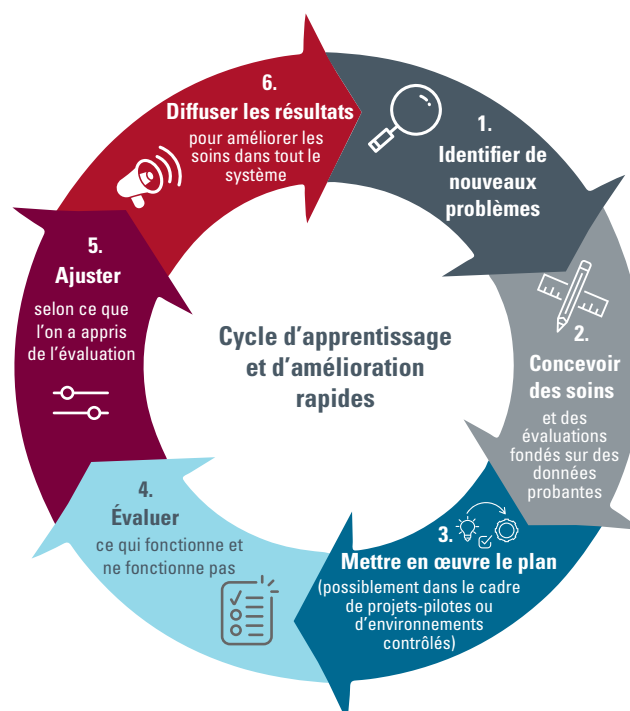 Cycle d'apprentissage
et d'amélioration
rapides
1.
Identifier de
nouveaux
problèmes
2.
Concevoir
des soins
et des
évaluations
fondés sur des
données
probantes
3.
Mettre en œuvre le plan
(possiblement dans le cadre
de projets-pilotes ou
d'environnements
contrôlés)
4.
Évaluer
ce qui fonctionne et
ne fonctionne pas
5.
Ajuster
selon ce que
l'on a appris
de l'évaluation
6.
Diffuser les résultats
pour améliorer les
soins dans tout le
système